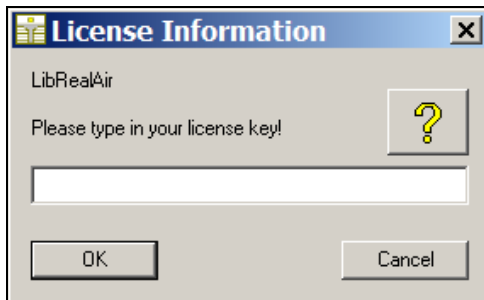 License Information
LibRealAir
Please type in your license key!
OK
Cancel